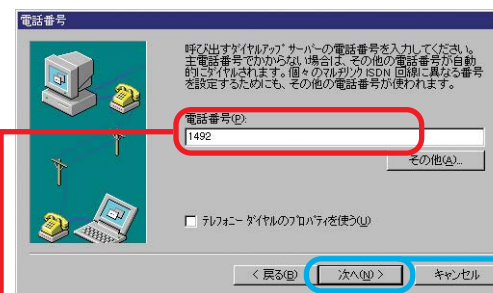 電話番号
呼び出すダイヤルアップ サーバーの電話番号を入力してください。
主電話番号でかからない場合は、その他の電話番号が自動
的にダイヤルされます。個々のマルチリンク ISDN 回線に異なる番号
を設定するためにも、その他の電話番号が使われます。
電話番号(P):
1492
その他(A)...
テレフォニー ダイヤルのプロパティを使う(U)
< 戻る(B)
次へ(N) >
キャンセル